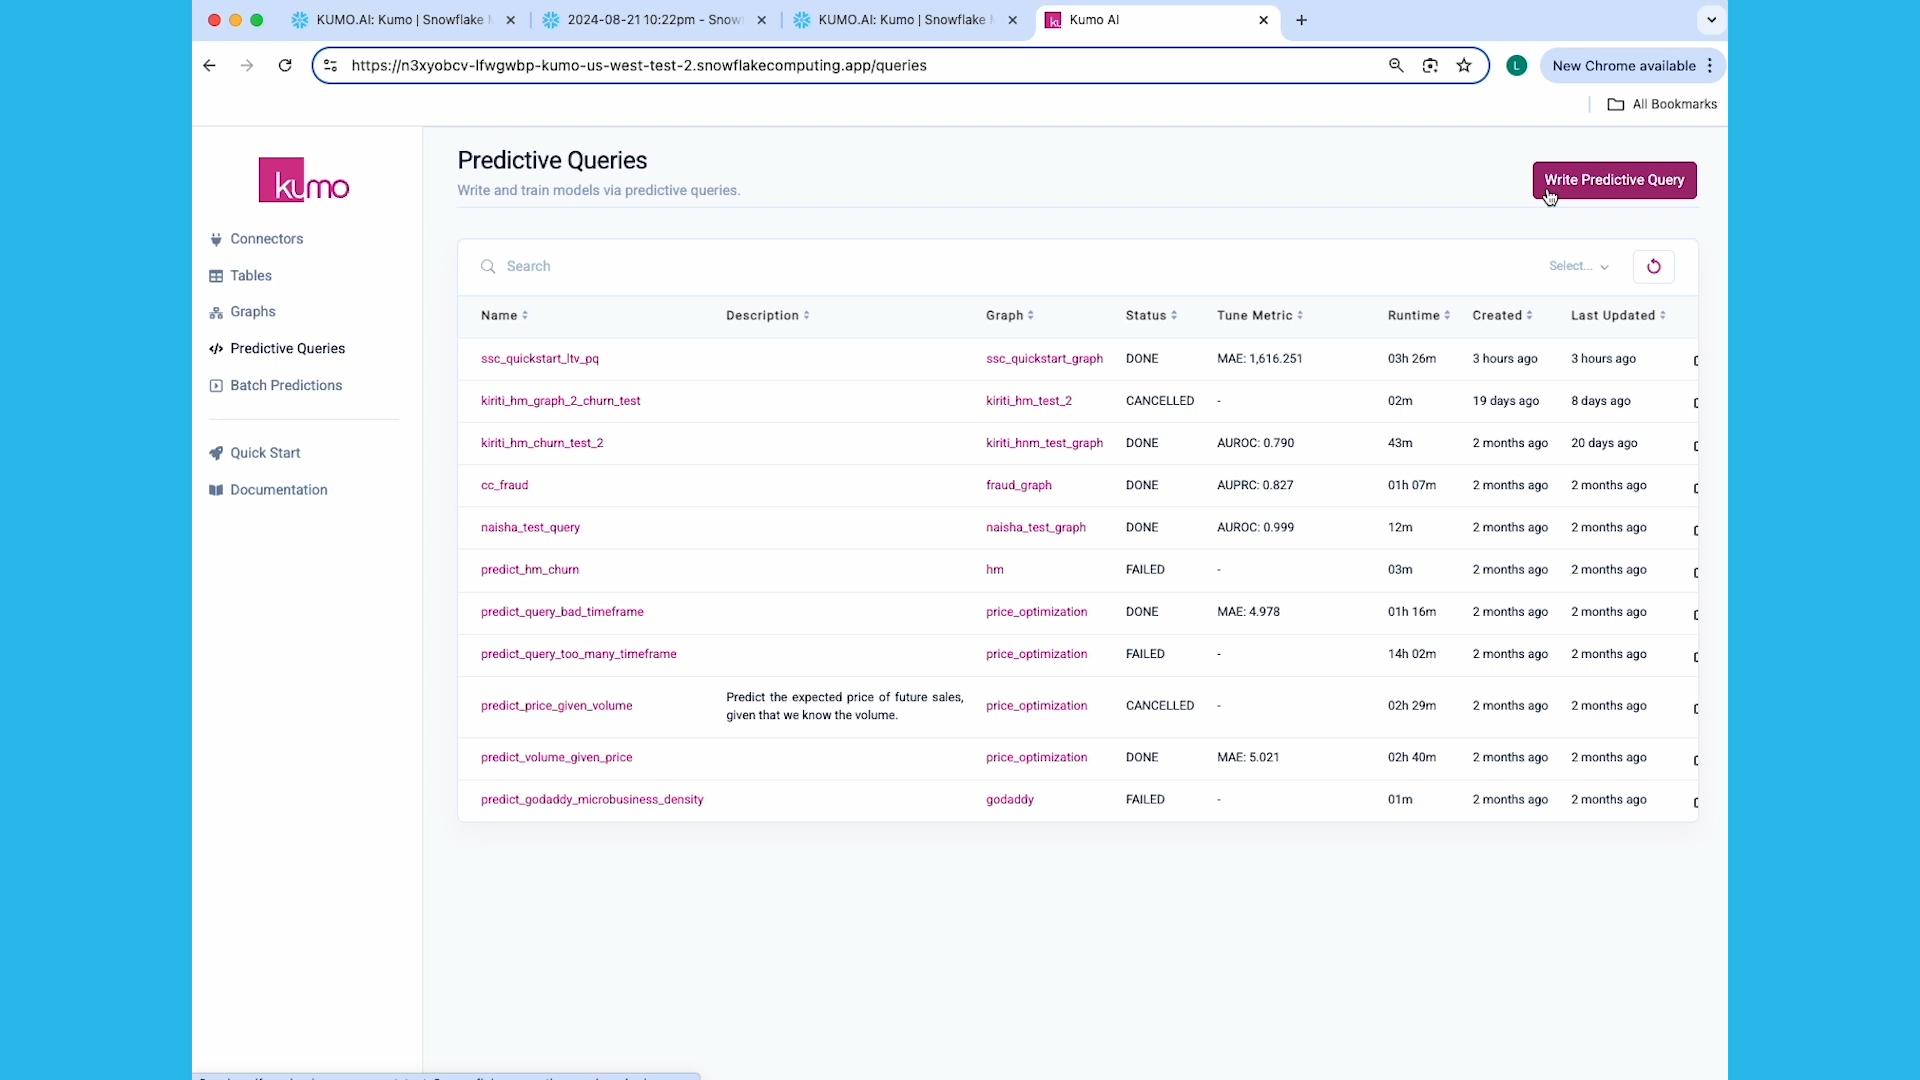 KUMO.AI: Kumo | Snowflake
2024-08-21 10:22pm - Snow
KUMO.AI: Kumo | Snowflake
Kumo AI
https://n3xyobcv-lfwgwbp-kumo-us-west-test-2.snowflakecomputing.app/queries
L
New Chrome available
All Bookmarks
kumo
Connectors
Tables
Graphs
Predictive Queries
Batch Predictions
Quick Start
Documentation
Predictive Queries
Write and train models via predictive queries.
Write Predictive Query
Search
Select...
Name Description Graph Status Tune Metric Runtime Created Last Updated
ssc_quickstart_ltv_pq ssc_quickstart_graph DONE MAE: 1,616.251 03h 26m 3 hours ago 3 hours ago
kiriti_hm_graph_2_churn_test kiriti_hm_test_2 CANCELLED - 02m 19 days ago 8 days ago
kiriti_hm_churn_test_2 kiriti_hnm_test_graph DONE AUROC: 0.790 43m 2 months ago 20 days ago
cc_fraud fraud_graph DONE AUPRC: 0.827 01h 07m 2 months ago 2 months ago
naisha_test_query naisha_test_graph DONE AUROC: 0.999 12m 2 months ago 2 months ago
predict_hm_churn hm FAILED - 03m 2 months ago 2 months ago
predict_query_bad_timeframe price_optimization DONE MAE: 4.978 01h 16m 2 months ago 2 months ago
predict_query_too_many_timeframe price_optimization FAILED - 14h 02m 2 months ago 2 months ago
predict_price_given_volume Predict the expected price of future sales, given that we know the volume. price_optimization CANCELLED - 02h 29m 2 months ago 2 months ago
predict_volume_given_price price_optimization DONE MAE: 5.021 02h 40m 2 months ago 2 months ago
predict_godaddy_microbusiness_density godaddy FAILED - 01m 2 months ago 2 months ago